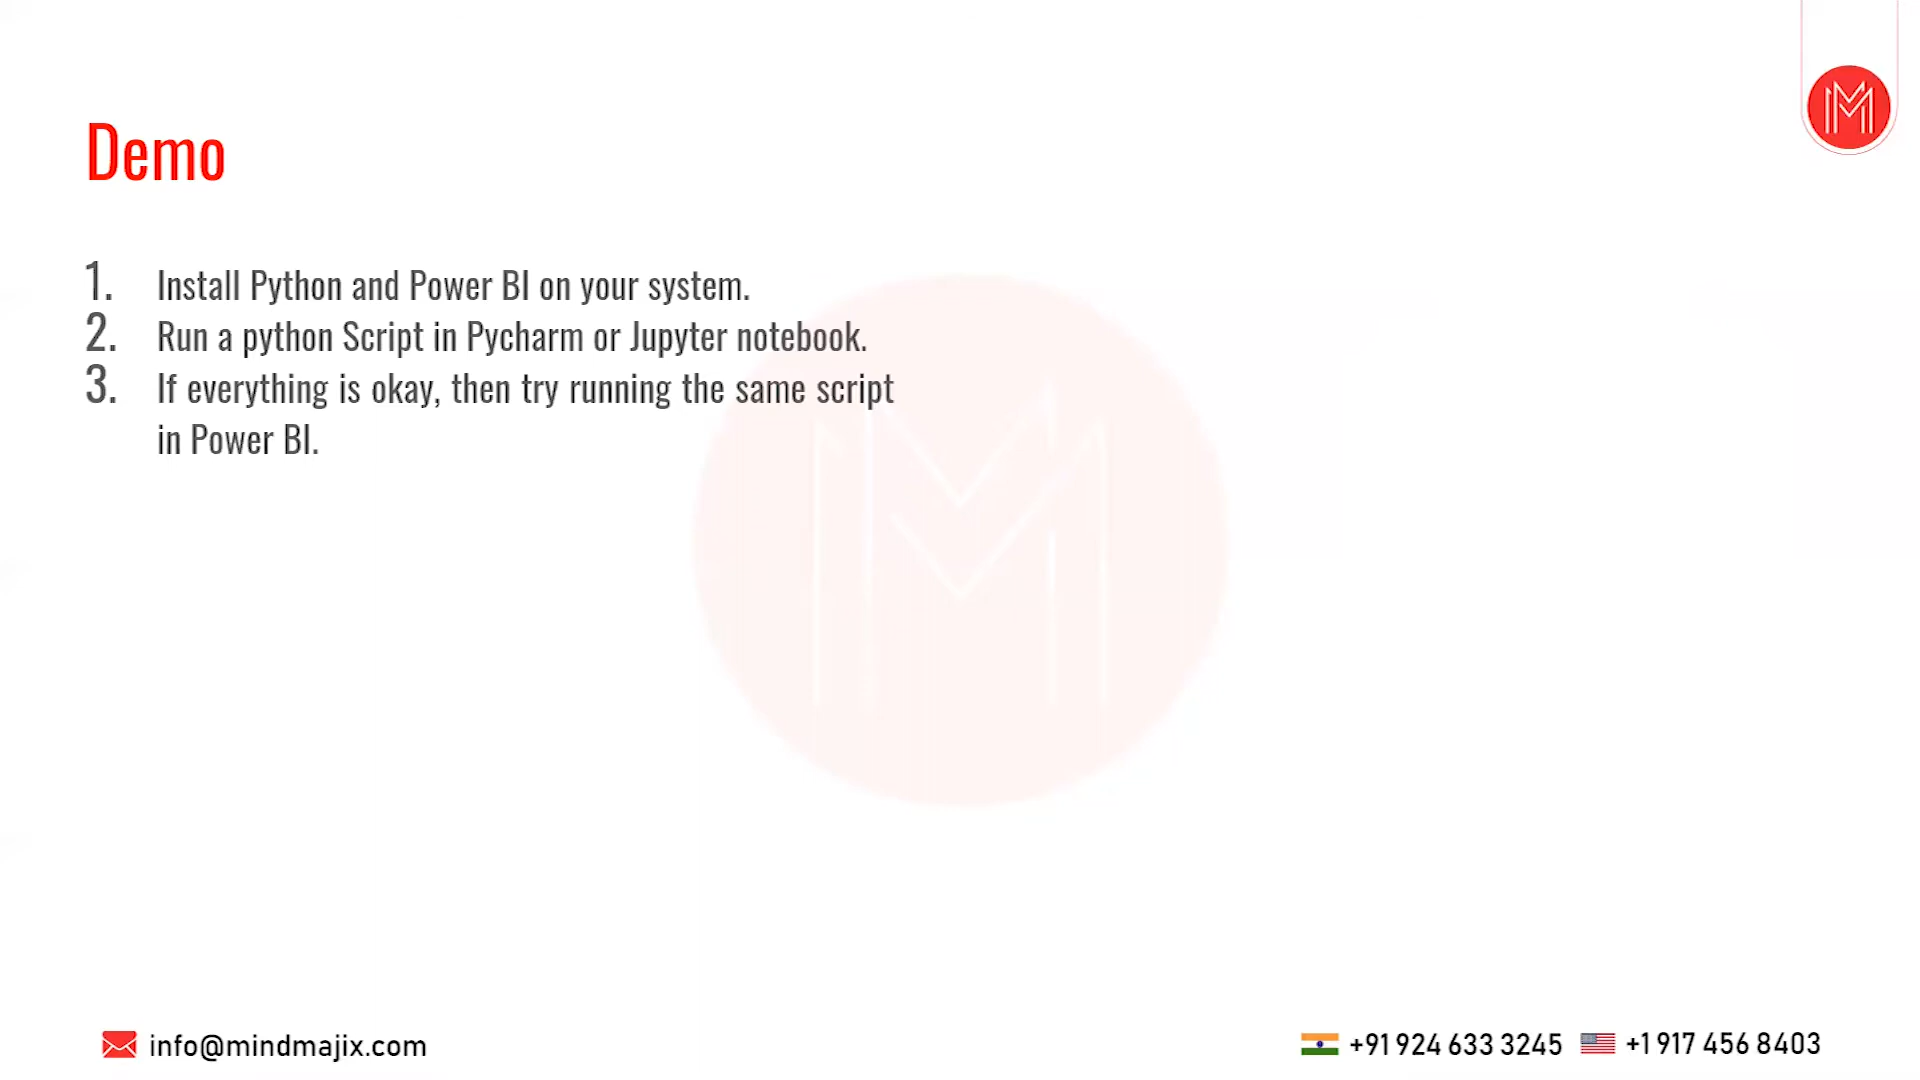 Demo
1. Install Python and Power BI on your system.
2. Run a python Script in Pycharm or Jupyter notebook.
3. If everything is okay, then try running the same script
in Power BI.
info@mindmajix.com
+91 924 633 3245 +1 917 456 8403